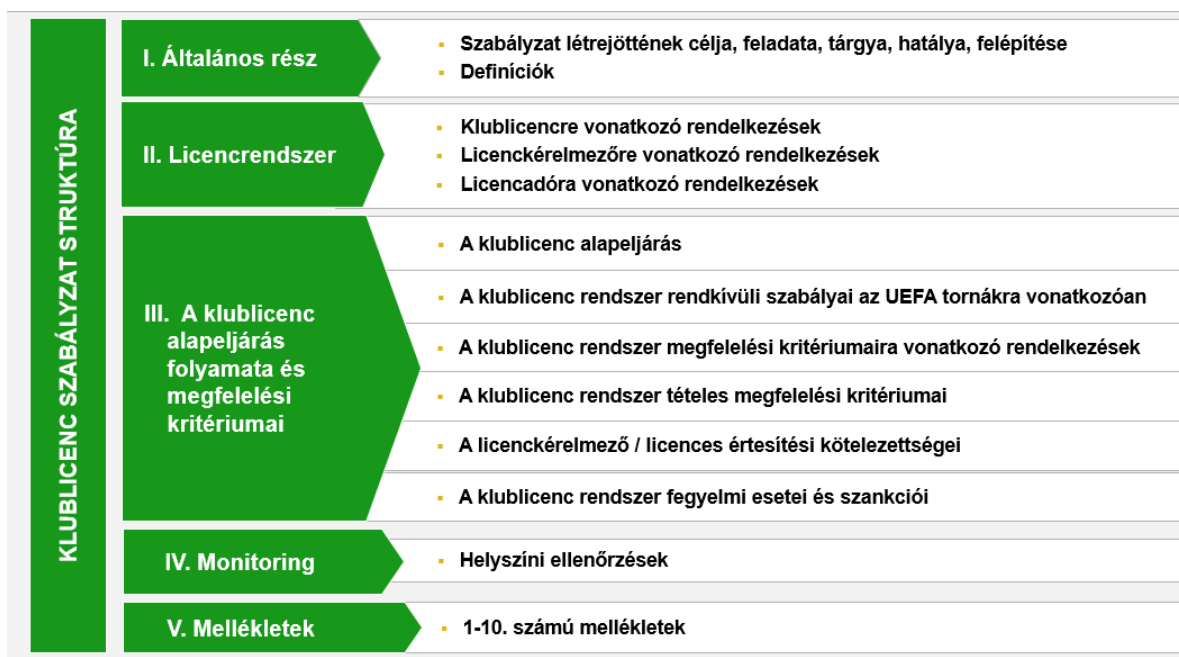 KLUBLICENC SZABÁLYZAT STRUKTÚRA
I. Általános rész
▪ Szabályzat létrejöttének célja, feladata, tárgya, hatálya, felépítése
▪ Definíciók
II. Licencrendszer
▪ Klublicencre vonatkozó rendelkezések
▪ Licenckérelmezőre vonatkozó rendelkezések
▪ Licencadóra vonatkozó rendelkezések
III. A klublicenc
alapeljárás
folyamata és
megfelelési
kritériumai
▪ A klublicenc alapeljárás
▪ A klublicenc rendszer rendkívüli szabályai az UEFA tornákra vonatkozóan
▪ A klublicenc rendszer megfelelési kritériumaira vonatkozó rendelkezések
▪ A klublicenc rendszer tételes megfelelési kritériumai
▪ A licenckérelmező / licences értesítési kötelezettségei
▪ A klublicenc rendszer fegyelmi esetei és szankciói
IV. Monitoring
▪ Helyszíni ellenőrzések
V. Mellékletek
▪ 1-10. számú mellékletek